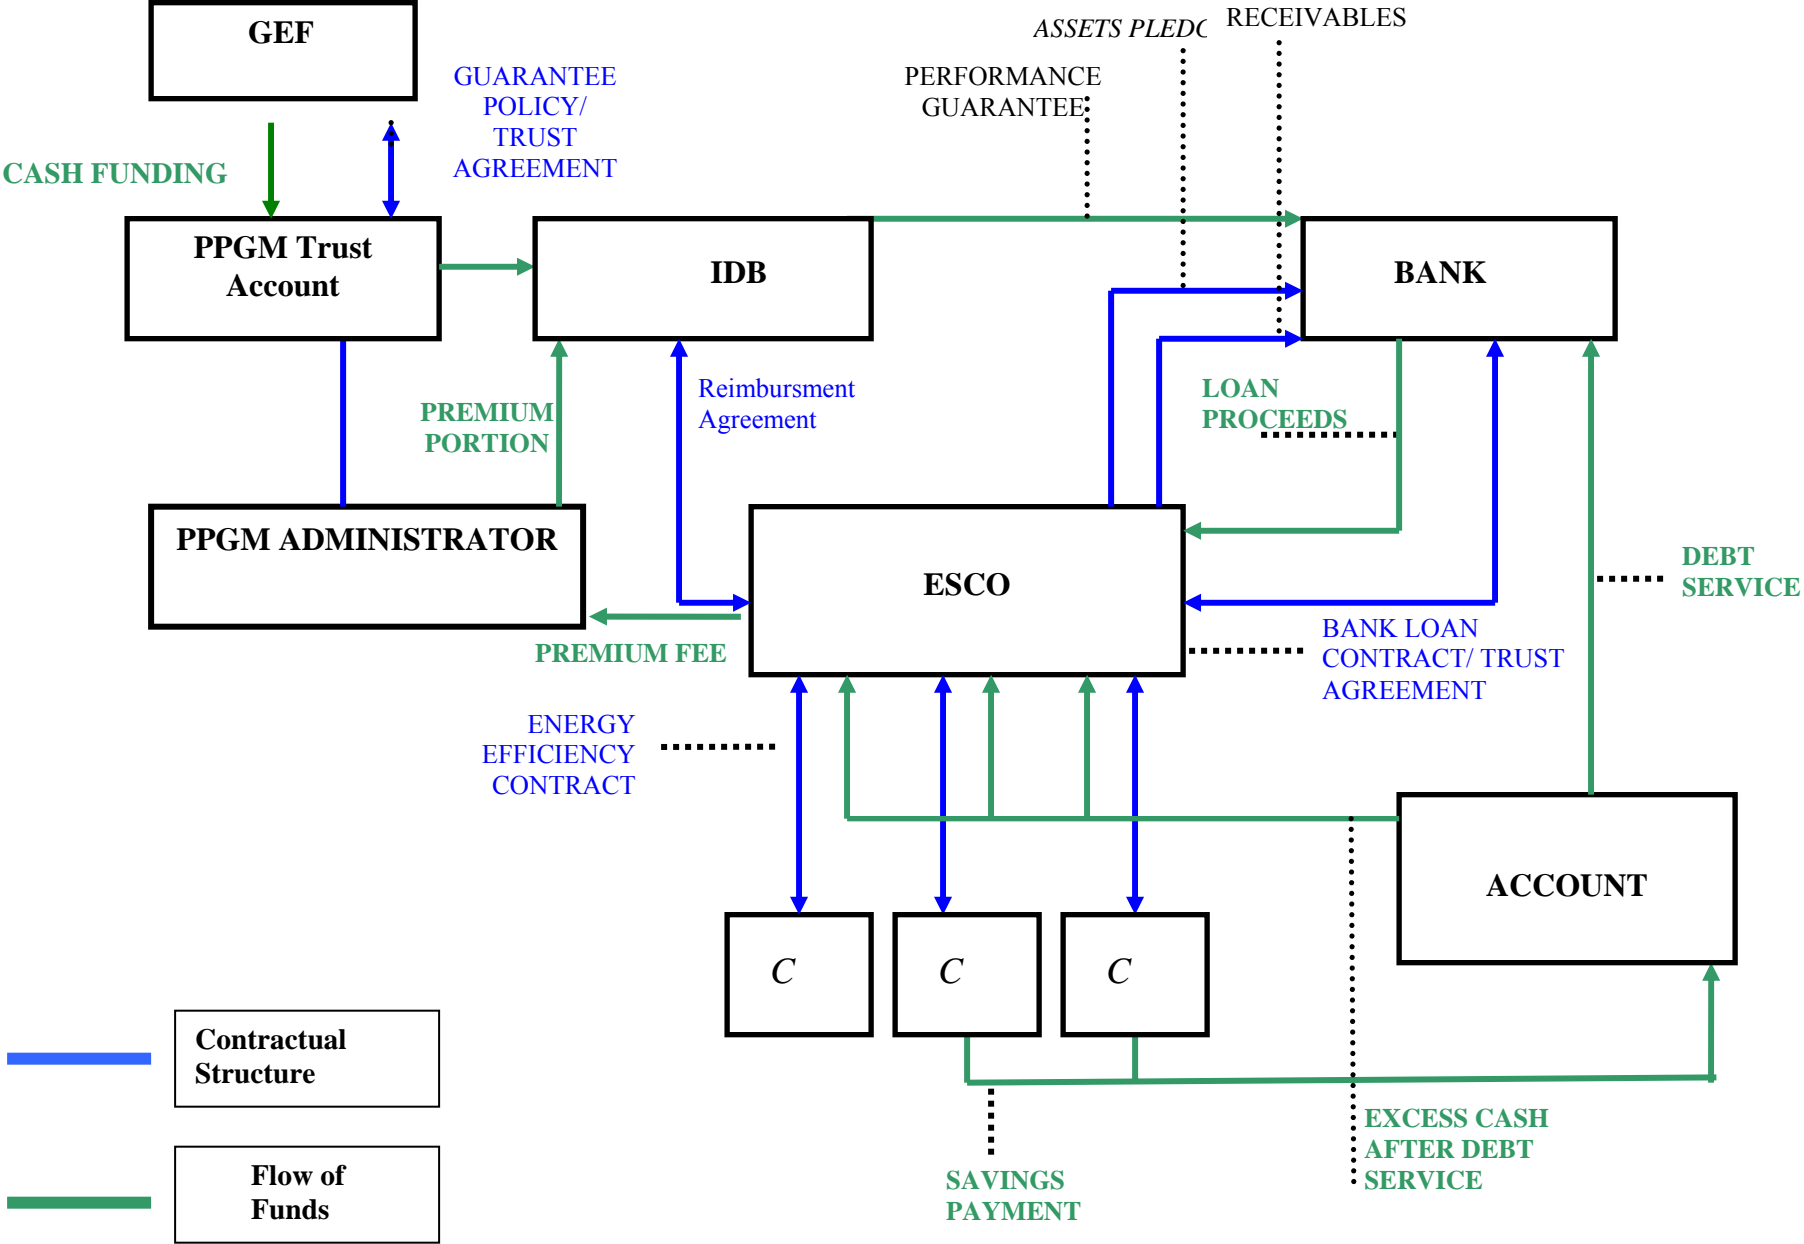 GEF
ASSETS PLEDG
RECEIVABLES
GUARANTEE
POLICY/
TRUST
AGREEMENT
PERFORMANCE
GUARANTEE
CASH FUNDING
PPGM Trust
Account
IDB
BANK
PREMIUM
PORTION
Reimbursment
Agreement
LOAN
PROCEEDS
PPGM ADMINISTRATOR
ESCO
DEBT
SERVICE
PREMIUM FEE
BANK LOAN
CONTRACT/ TRUST
AGREEMENT
ENERGY
EFFICIENCY
CONTRACT
ACCOUNT
C
C
C
Contractual
Structure
EXCESS CASH
AFTER DEBT
SERVICE
SAVINGS
PAYMENT
Flow of
Funds